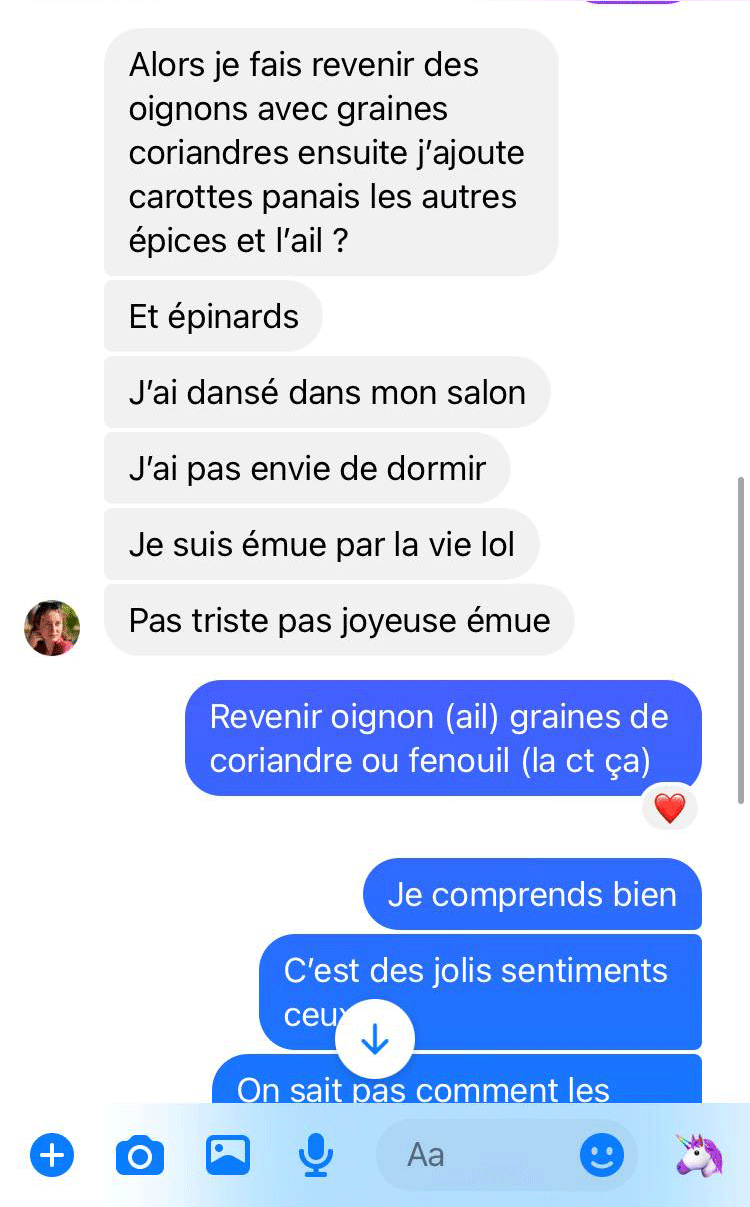 Alors je fais revenir des
oignons avec graines
coriandres ensuite j’ajoute
carottes panais les autres
épices et l’ail ?
Et épinards
J’ai dansé dans mon salon
J’ai pas envie de dormir
Je suis émue par la vie lol
Pas triste pas joyeuse émue
Revenir oignon (ail) graines de
coriandre ou fenouil (la ct ça)
Je comprends bien
C’est des jolis sentiments
On sait pas comment les
Aa